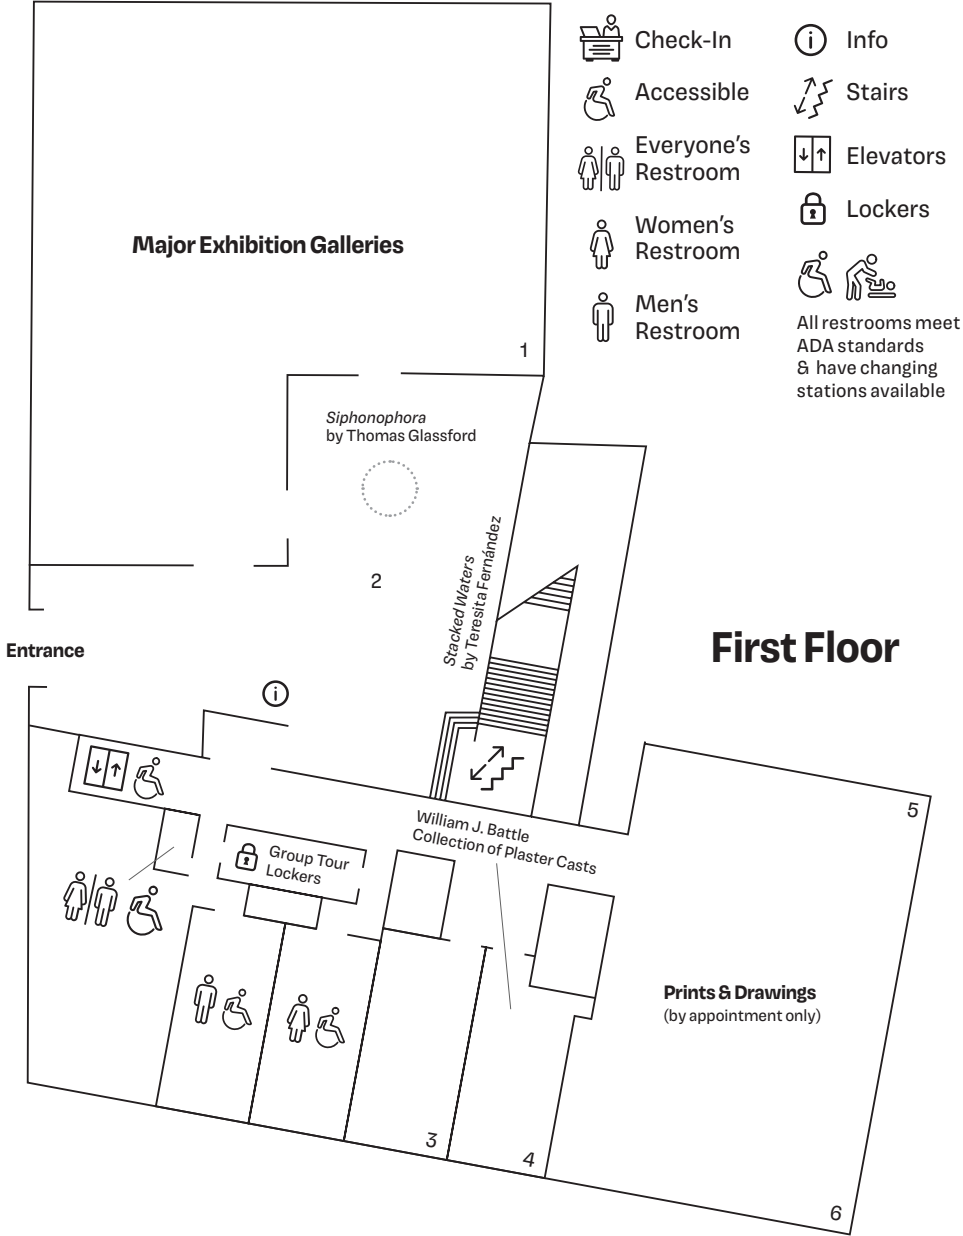 Check-In
Accessible
Everyone's
Restroom
Women's
Restroom
Men's
Restroom
Info
Stairs
Elevators
Lockers
All restrooms meet
ADA standards
& have changing
stations available
Major Exhibition Galleries
1
Siphonophora
by Thomas Glassford
2
Stacked Waters
by Teresita Fernández
Entrance
First Floor
i
William J. Battle
Collection of Plaster Casts
Group Tour
Lockers
5
Prints & Drawings
(by appointment only)
3
4
6